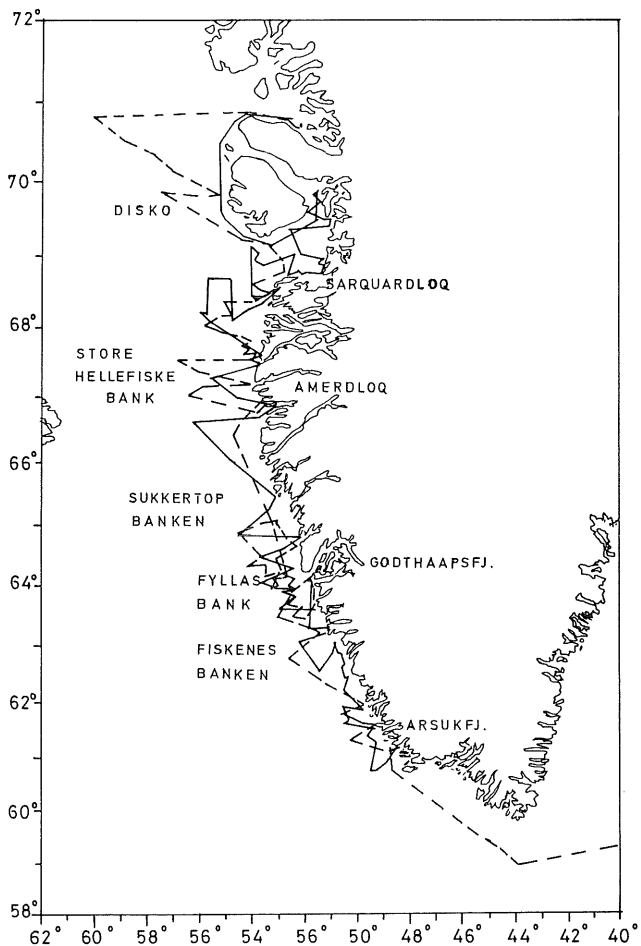 72°
70°
DISKO
SARQUARDLOQ
68°
STORE
HELLEFISKE
BANK
AMERDLOQ
66°
SUKKERTOP
BANKEN
GODTHAAPSFJ.
64°
FYLLAS
BANK
FISKENES
BANKEN
62°
ARSUKFJ.
60°
58°
62° 60° 58° 56° 54° 52° 50° 48° 46° 44° 42° 40°